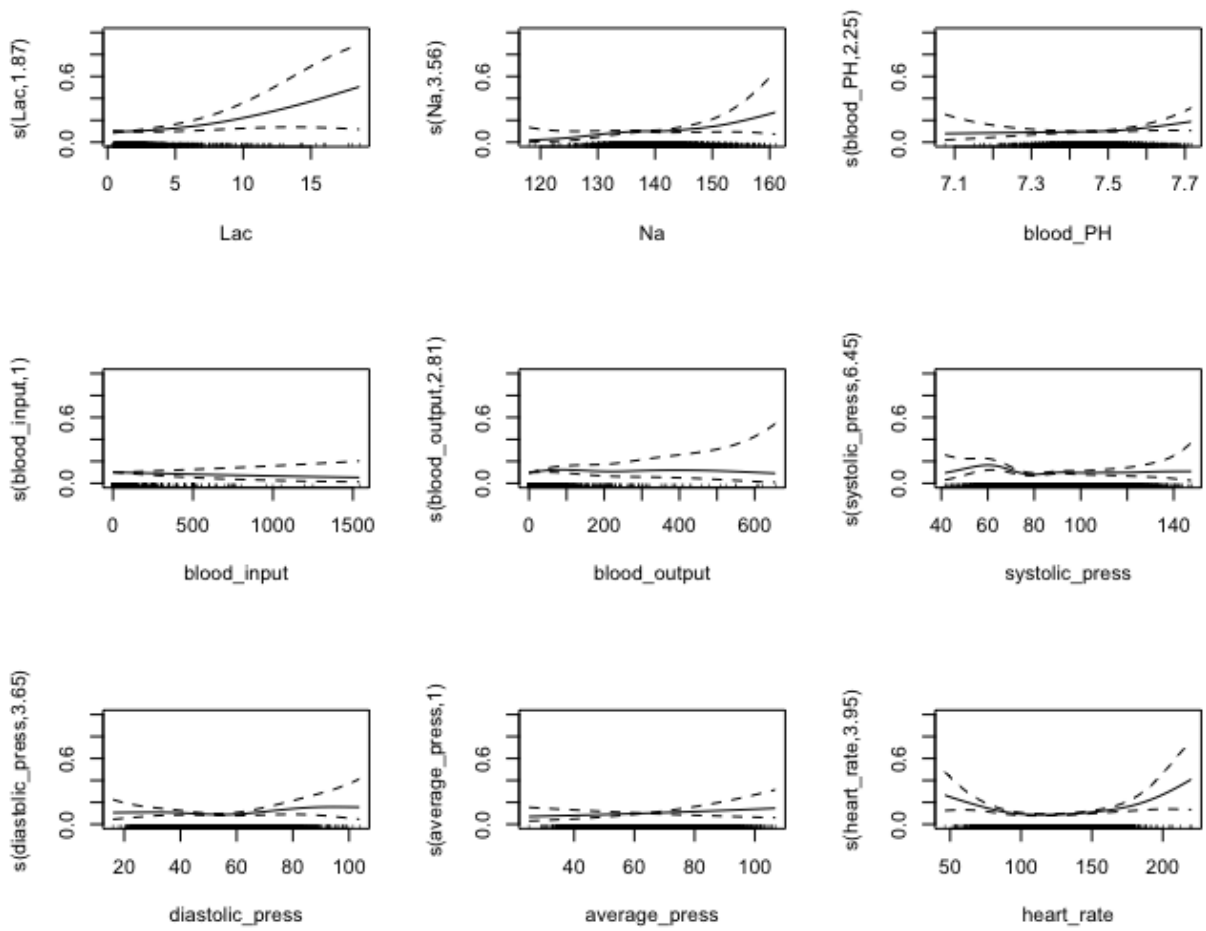 s(Lac,1.87)
0.0 0.6
0 5 10 15
Lac
s(Na,3.56)
0.0 0.6
120 130 140 150 160
Na
s(blood_PH,2.25)
0.0 0.6
7.1 7.3 7.5 7.7
blood_PH
s(blood_input,1)
0.0 0.6
0 500 1000 1500
blood_input
s(blood_output,2.81)
0.0 0.6
0 200 400 600
blood_output
s(systolic_press,6.45)
0.0 0.6
40 60 80 100 140
systolic_press
s(diastolic_press,3.65)
0.0 0.6
20 40 60 80 100
diastolic_press
s(average_press,1)
0.0 0.6
40 60 80 100
average_press
s(heart_rate,3.95)
0.0 0.6
50 100 150 200
heart_rate